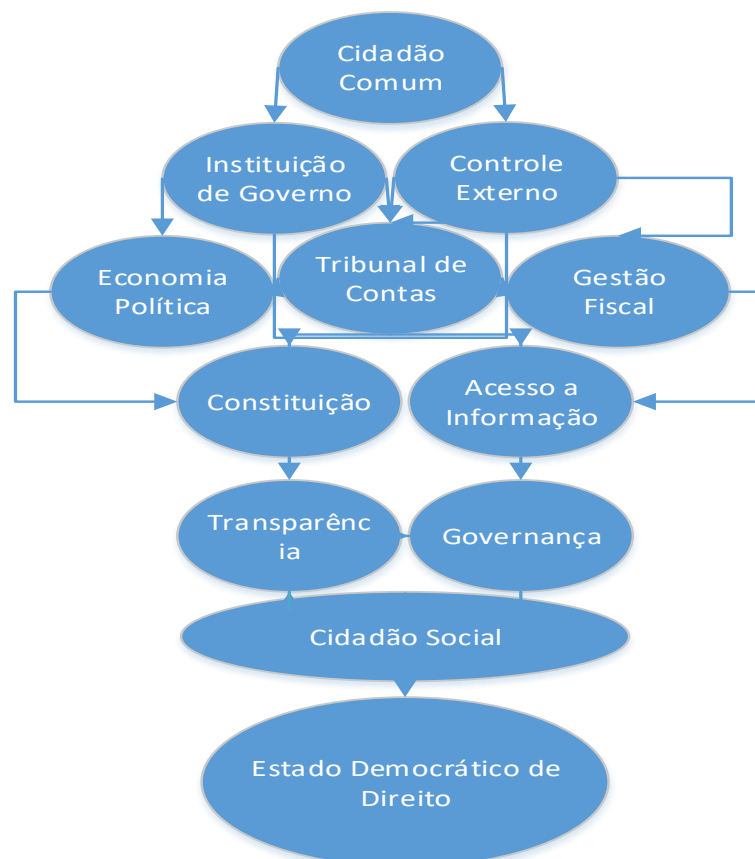 Cidadão
Comum
Instituição
de Governo
Controle
Externo
Economia
Política
Tribunal de
Contas
Gestão
Fiscal
Constituição
Acesso a
Informação
Transparênc
ia
Governança
Cidadão Social
Estado Democrático de
Direito